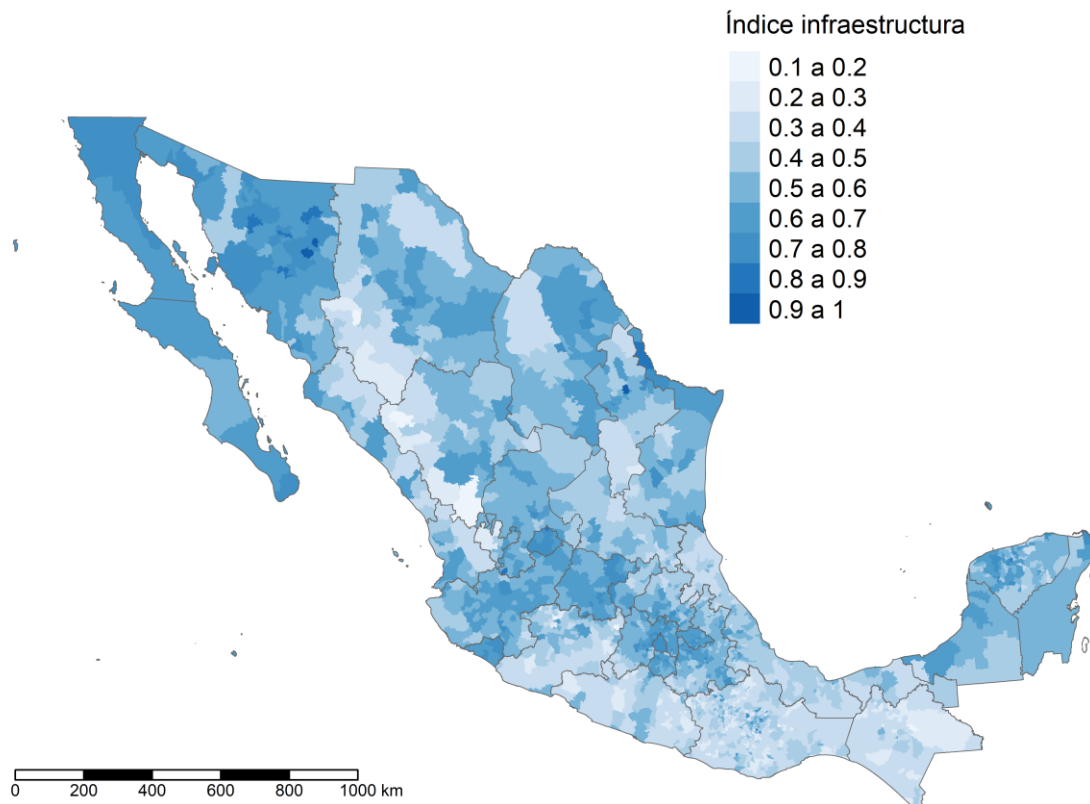 Índice infraestructura
0.1 a 0.2
0.2 a 0.3
0.3 a 0.4
0.4 a 0.5
0.5 a 0.6
0.6 a 0.7
0.7 a 0.8
0.8 a 0.9
0.9 a 1
0 200 400 600 800 1000 km